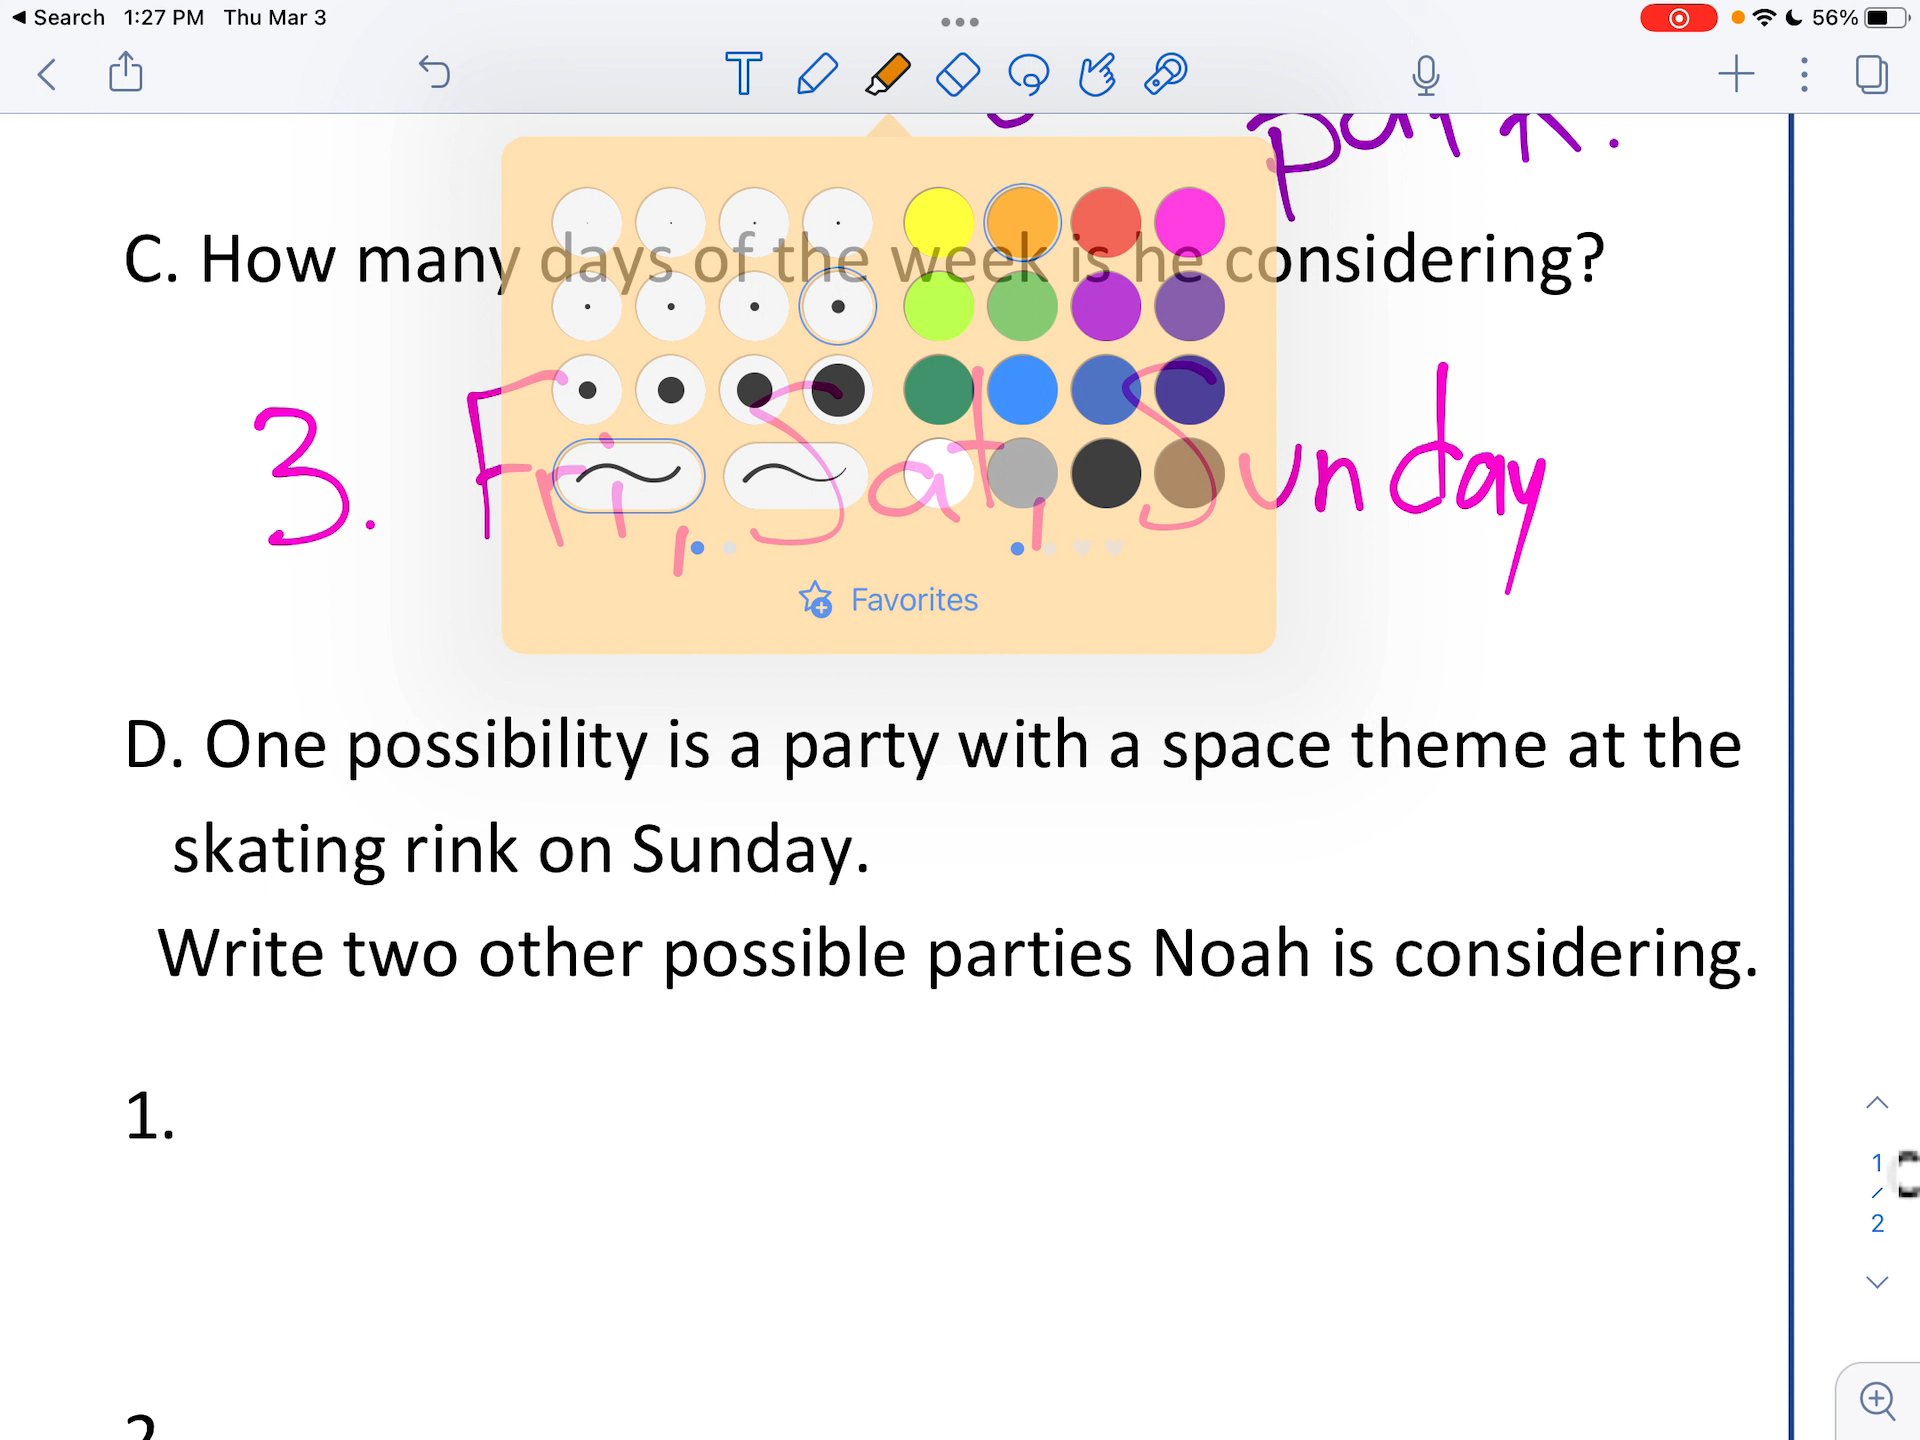 ◀ Search 1:27 PM Thu Mar 3
56%
park.
C. How many days of the week is he considering?
3. Fri, Sat, Sunday
Favorites
D. One possibility is a party with a space theme at the
skating rink on Sunday.
Write two other possible parties Noah is considering.
1.
1
/
2
2